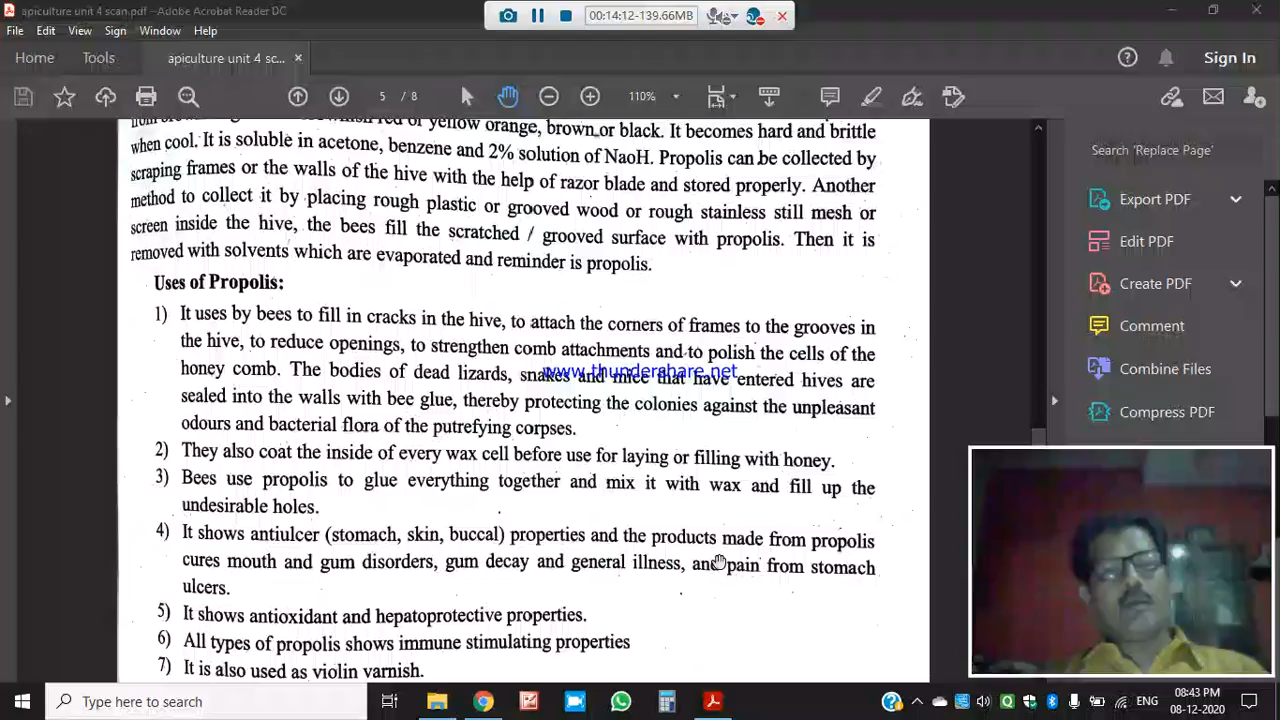 apiculture unit 4 scan.pdf - Adobe Acrobat Reader DC
00:14:12-139.66MB
File Edit View Sign Window Help
Home Tools apiculture unit 4 sc... × Sign In
5 / 8 110%
yellow orange, brown or black. It becomes hard and brittle
when cool. It is soluble in acetone, benzene and 2% solution of NaoH. Propolis can be collected by
scraping frames or the walls of the hive with the help of razor blade and stored properly. Another
method to collect it by placing rough plastic or grooved wood or rough stainless still mesh or
screen inside the hive, the bees fill the scratched / grooved surface with propolis. Then it is
removed with solvents which are evaporated and reminder is propolis.
Uses of Propolis:
1) It uses by bees to fill in cracks in the hive, to attach the corners of frames to the grooves in
the hive, to reduce openings, to strengthen comb attachments and to polish the cells of the
honey comb. The bodies of dead lizards, snakes and mice that have entered hives are
www.thundershare.net
sealed into the walls with bee glue, thereby protecting the colonies against the unpleasant
odours and bacterial flora of the putrefying corpses.
2) They also coat the inside of every wax cell before use for laying or filling with honey.
3) Bees use propolis to glue everything together and mix it with wax and fill up the
undesirable holes.
4) It shows antiulcer (stomach, skin, buccal) properties and the products made from propolis
cures mouth and gum disorders, gum decay and general illness, and pain from stomach
ulcers.
5) It shows antioxidant and hepatoprotective properties.
6) All types of propolis shows immune stimulating properties
7) It is also used as violin varnish.
Search 'Replace Page'
Export PDF
Edit PDF
Create PDF
Comment
Combine Files
Compress PDF
Type here to search
ENG
08:43 PM
08-12-2020